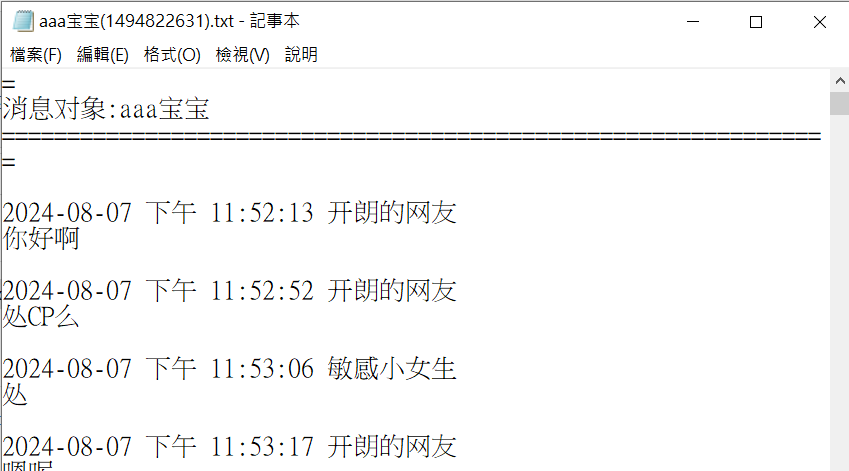 aaa宝宝(1494822631).txt - 記事本
檔案(F) 編輯(E) 格式(O) 檢視(V) 說明
=
消息对象:aaa宝宝
================================================================
=
2024-08-07 下午 11:52:13 开朗的网友
你好啊
2024-08-07 下午 11:52:52 开朗的网友
处CP么
2024-08-07 下午 11:53:06 敏感小女生
处
2024-08-07 下午 11:53:17 开朗的网友